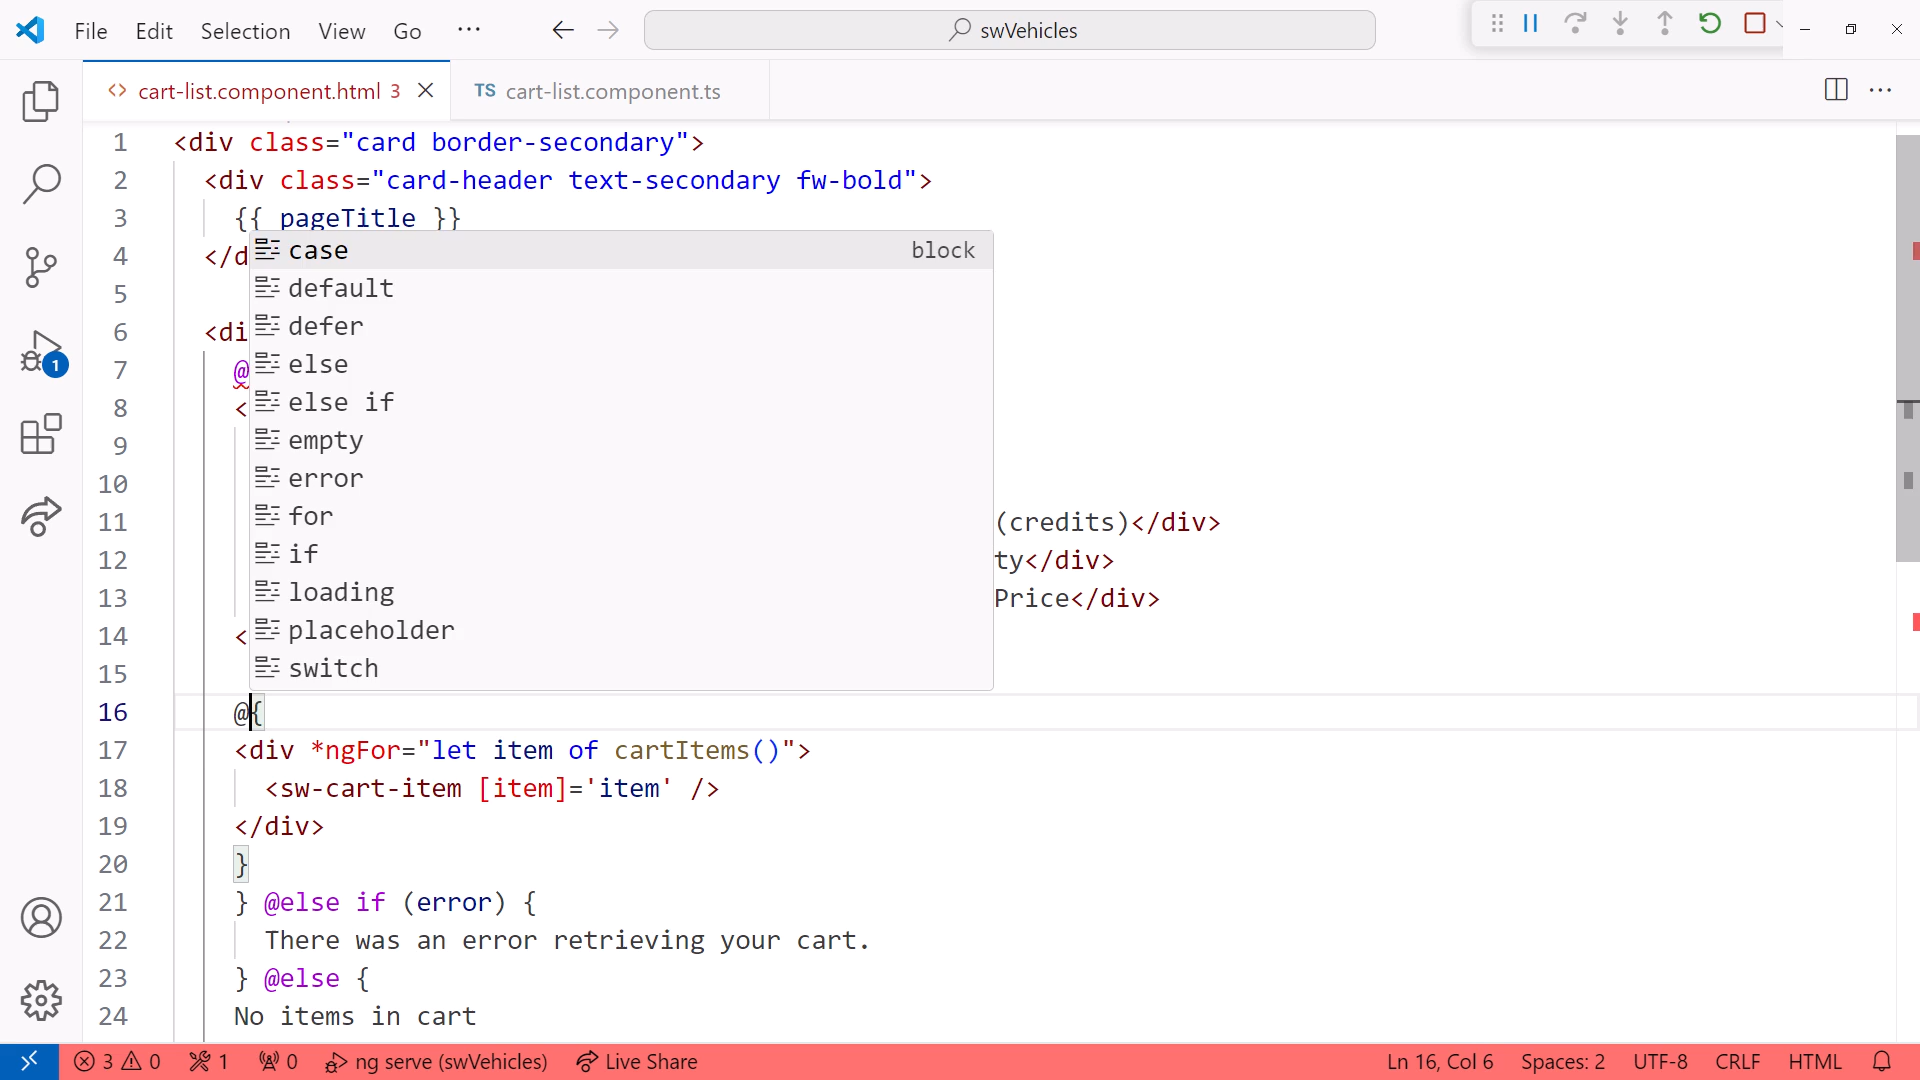 File Edit Selection View Go ··· swVehicles
<> cart-list.component.html 3 TS cart-list.component.ts ···
1 <div class="card border-secondary">
2 <div class="card-header text-secondary fw-bold">
3 {{ pageTitle }}
4 </d
case block
5
default
6 <di
defer
7 @
else
8 <
else if
9
empty
10
error
11 (credits)</div>
for
12 ty</div>
if
13 Price</div>
loading
14 <
placeholder
15
switch
16 @{
17 <div *ngFor="let item of cartItems()">
18 <sw-cart-item [item]='item' />
19 </div>
20 }
21 } @else if (error) {
22 There was an error retrieving your cart.
23 } @else {
24 No items in cart
1
3 0 1 0 ng serve (swVehicles) Live Share Ln 16, Col 6 Spaces: 2 UTF-8 CRLF HTML